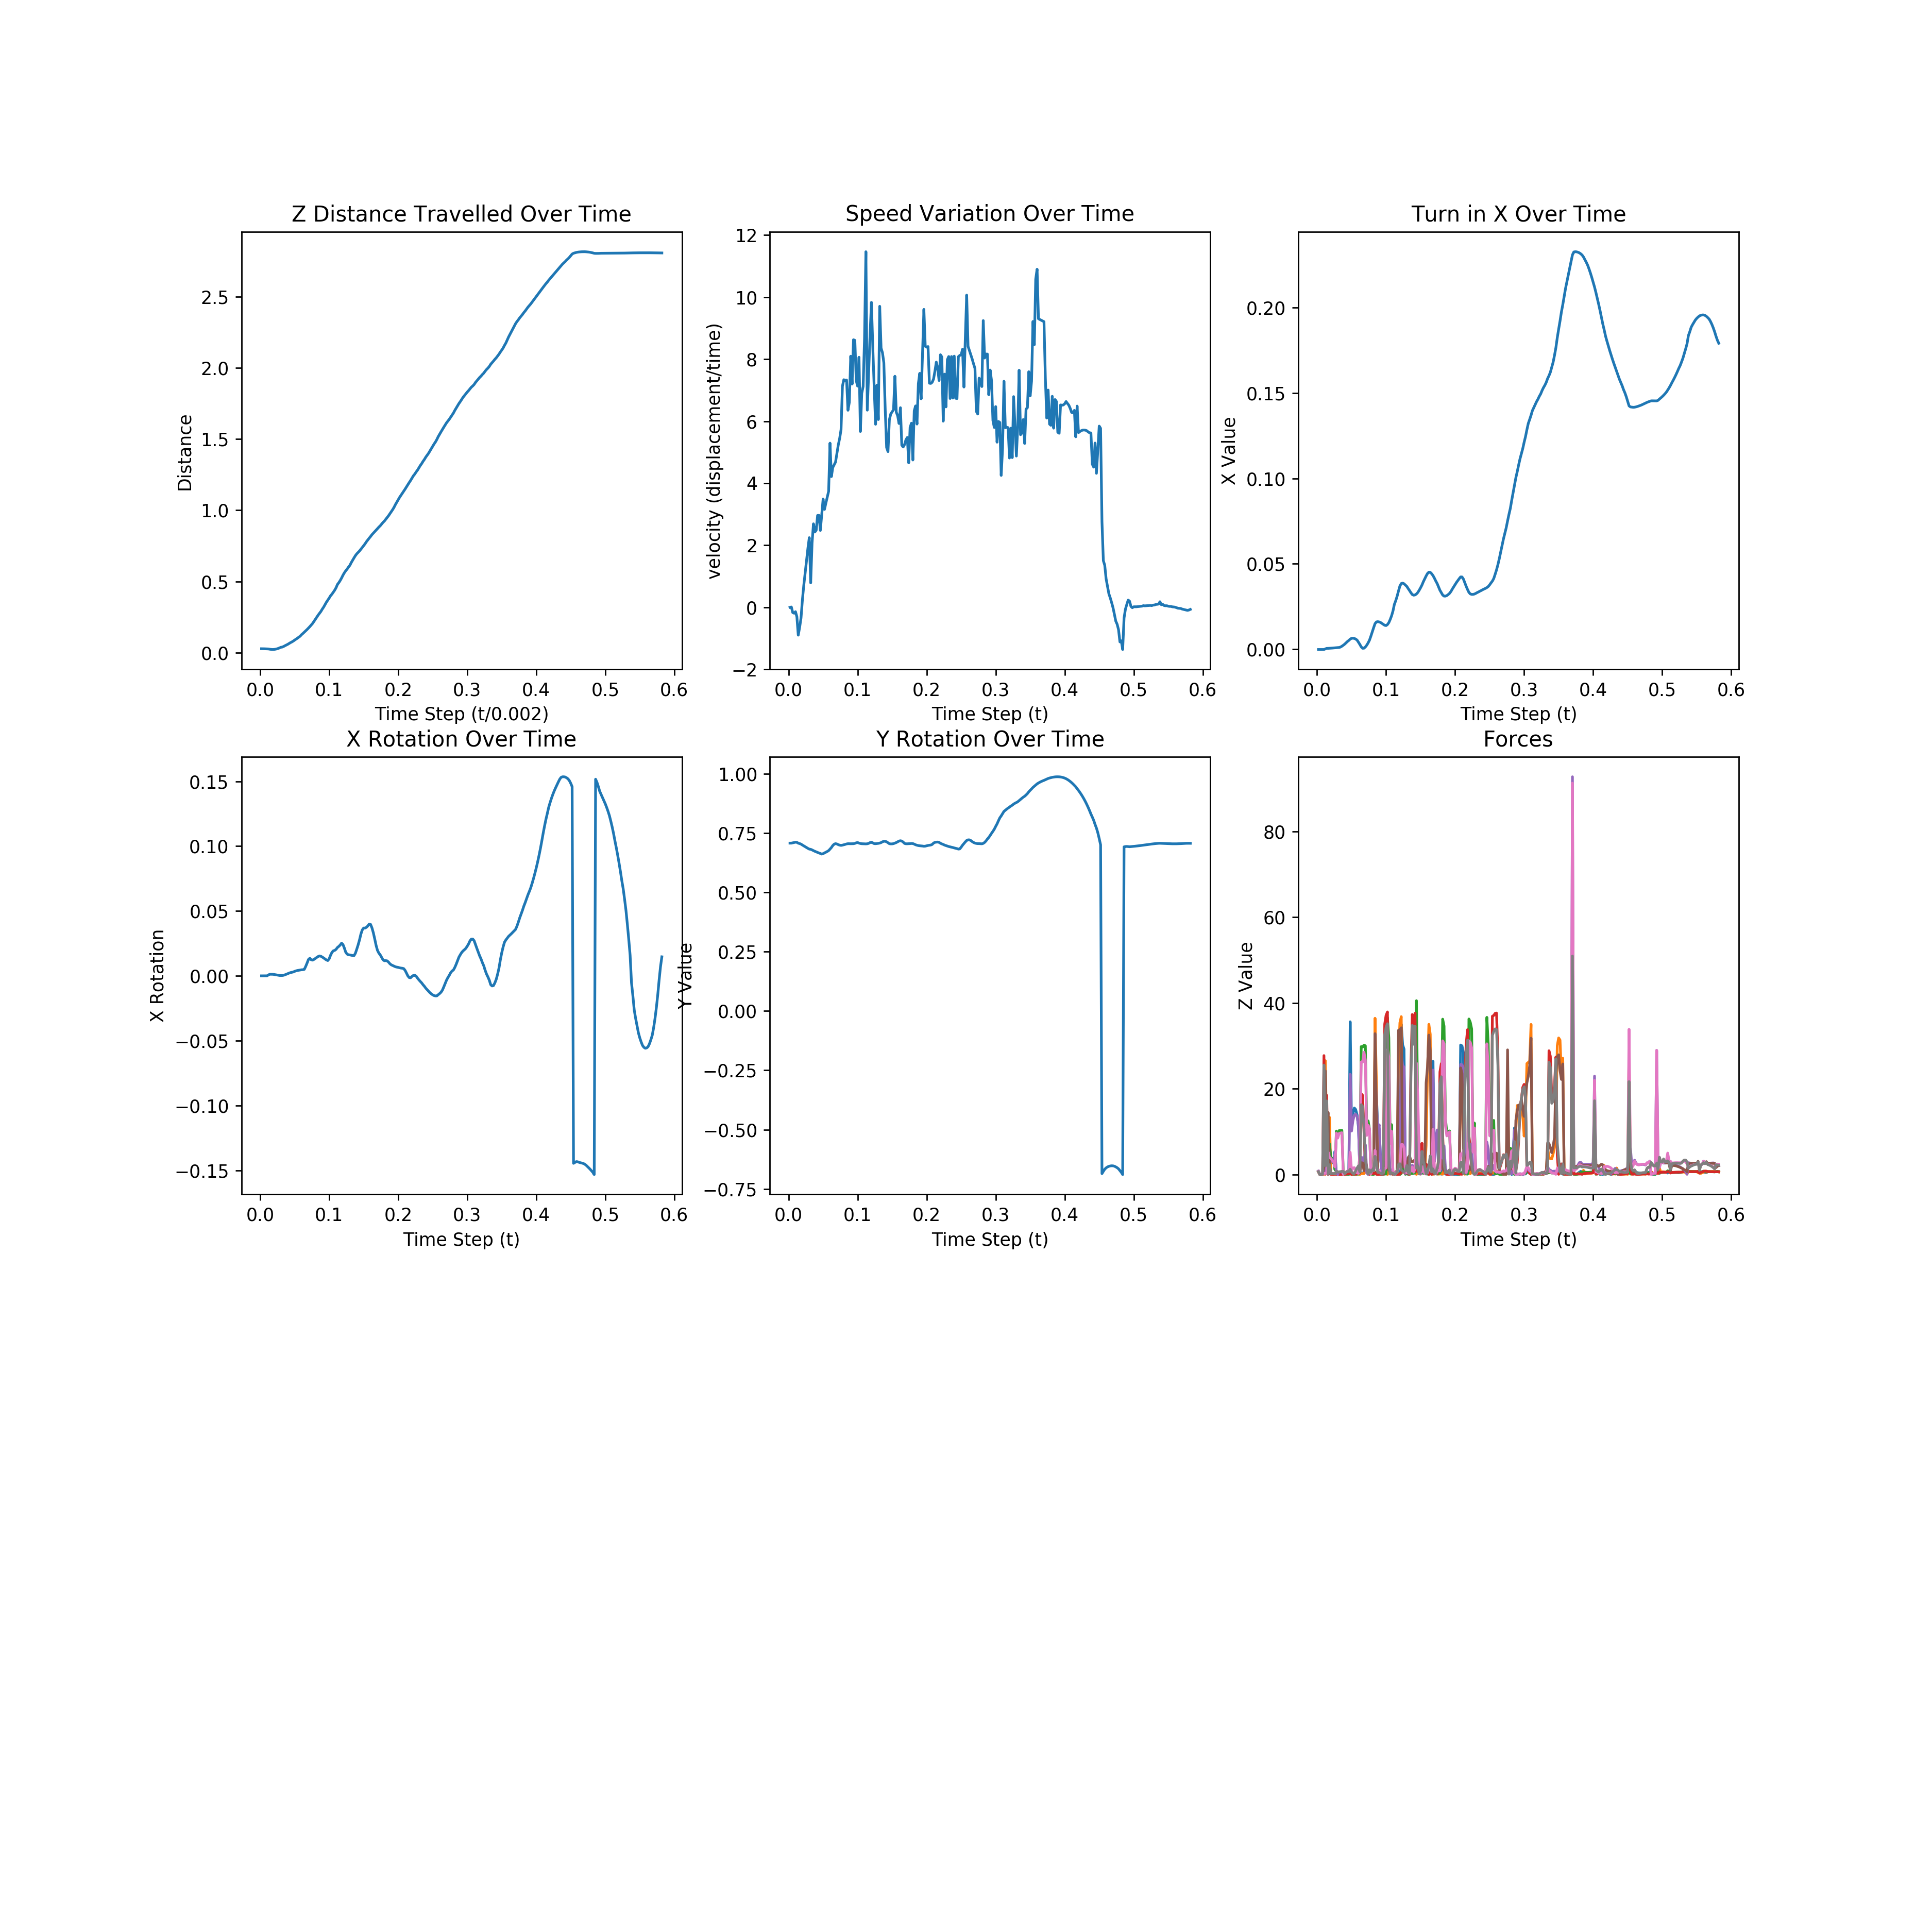 Z Distance Travelled Over Time
Distance
2.5
2.0
1.5
1.0
0.5
0.0
0.0 0.1 0.2 0.3 0.4 0.5 0.6
Time Step (t/0.002)
Speed Variation Over Time
velocity (displacement/time)
12
10
8
6
4
2
0
−2
0.0 0.1 0.2 0.3 0.4 0.5 0.6
Time Step (t)
Turn in X Over Time
X Value
0.20
0.15
0.10
0.05
0.00
0.0 0.1 0.2 0.3 0.4 0.5 0.6
Time Step (t)
X Rotation Over Time
X Rotation
0.15
0.10
0.05
0.00
−0.05
−0.10
−0.15
0.0 0.1 0.2 0.3 0.4 0.5 0.6
Time Step (t)
Y Rotation Over Time
Y Value
1.00
0.75
0.50
0.25
0.00
−0.25
−0.50
−0.75
0.0 0.1 0.2 0.3 0.4 0.5 0.6
Time Step (t)
Forces
Z Value
80
60
40
20
0
0.0 0.1 0.2 0.3 0.4 0.5 0.6
Time Step (t)